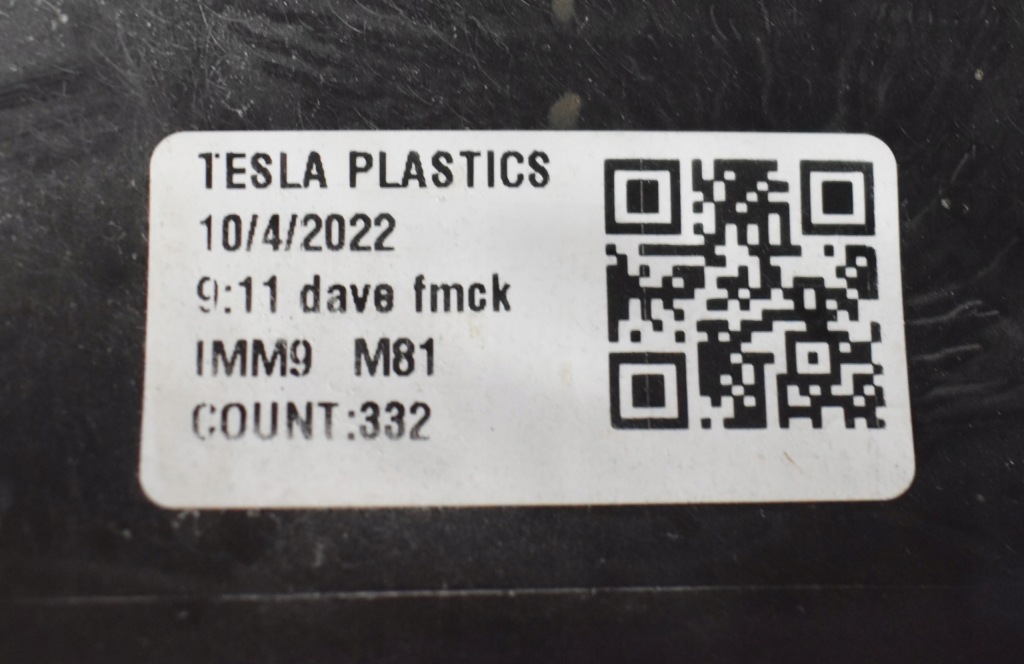 TESLA PLASTICS
10/4/2022
9:11 dave fmck
IMM9 M81
COUNT:332